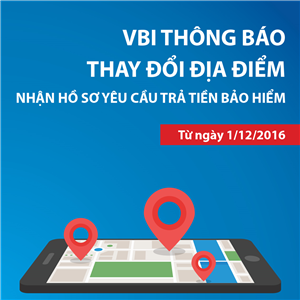 VBI THÔNG BÁO
THAY ĐỔI ĐỊA ĐIỂM
NHẬN HỒ SƠ YÊU CẦU TRẢ TIỀN BẢO HIỂM
Từ ngày 1/12/2016